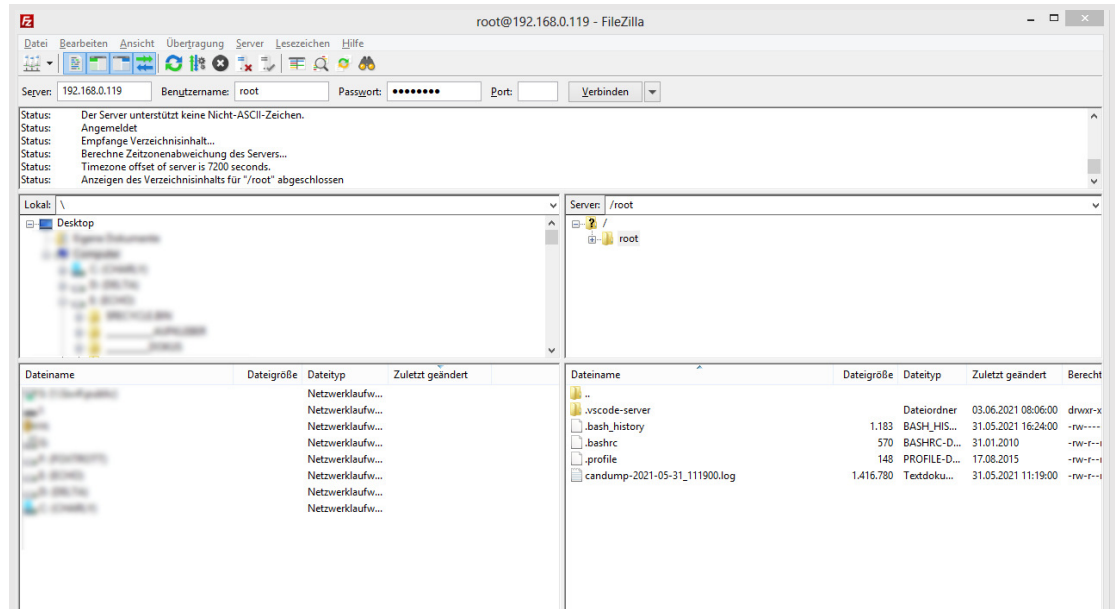 root@192.168.0.119 - FileZilla
Datei Bearbeiten Ansicht Übertragung Server Lesezeichen Hilfe
Server: 192.168.0.119 Benutzername: root Passwort: ●●●●●●●● Port: Verbinden
Status: Der Server unterstützt keine Nicht-ASCII-Zeichen.
Status: Angemeldet
Status: Empfange Verzeichnisinhalt...
Status: Berechne Zeitzonenabweichung des Servers...
Status: Timezone offset of server is 7200 seconds.
Status: Anzeigen des Verzeichnisinhalts für "/root" abgeschlossen
Lokal: \
Server: /root
Desktop
/
root
Dateiname Dateigröße Dateityp Zuletzt geändert
Netzwerklaufw...
Netzwerklaufw...
Netzwerklaufw...
Netzwerklaufw...
Netzwerklaufw...
Netzwerklaufw...
Netzwerklaufw...
Netzwerklaufw...
Dateiname Dateigröße Dateityp Zuletzt geändert Berecht
..
.vscode-server Dateiordner 03.06.2021 08:06:00 drwxr-x
.bash_history 1.183 BASH_HIS... 31.05.2021 16:24:00 -rw----
.bashrc 570 BASHRC-D... 31.01.2010 -rw-r--r
.profile 148 PROFILE-D... 17.08.2015 -rw-r--r
candump-2021-05-31_111900.log 1.416.780 Textdoku... 31.05.2021 11:19:00 -rw-r--r